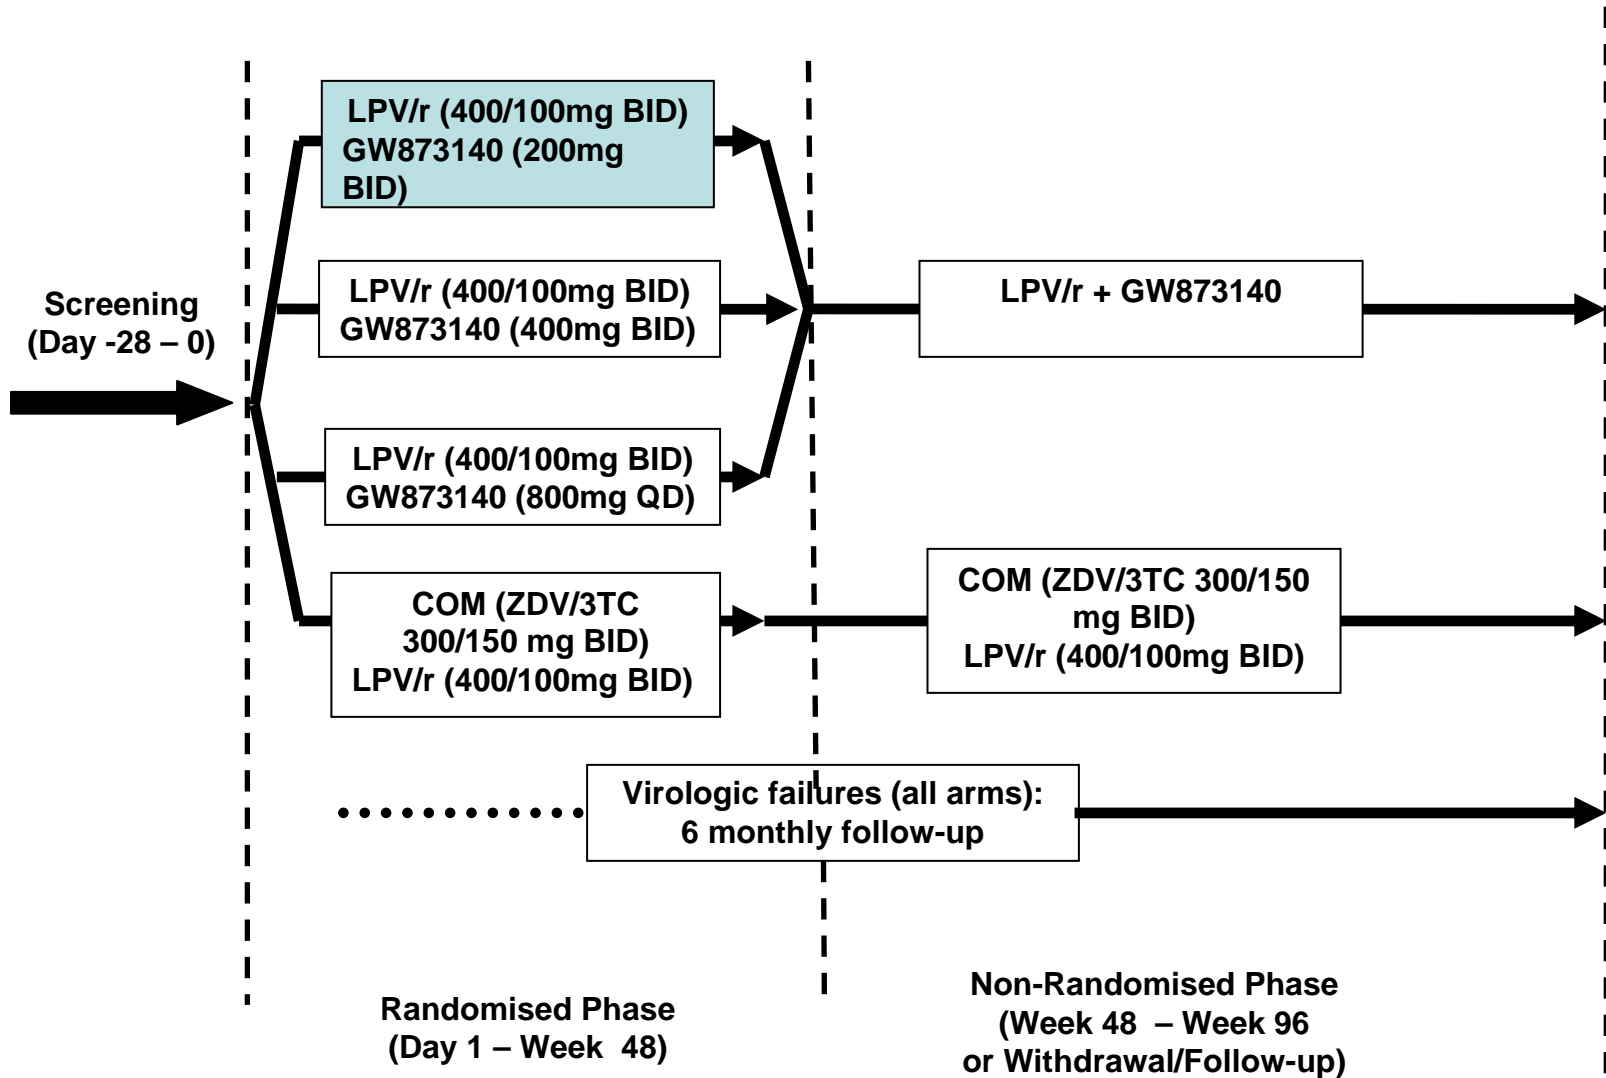 Screening
(Day -28 – 0)
LPV/r (400/100mg BID)
GW873140 (200mg
BID)
LPV/r (400/100mg BID)
GW873140 (400mg BID)
LPV/r (400/100mg BID)
GW873140 (800mg QD)
COM (ZDV/3TC
300/150 mg BID)
LPV/r (400/100mg BID)
LPV/r + GW873140
COM (ZDV/3TC 300/150
mg BID)
LPV/r (400/100mg BID)
Virologic failures (all arms):
6 monthly follow-up
Randomised Phase
(Day 1 – Week 48)
Non-Randomised Phase
(Week 48 – Week 96
or Withdrawal/Follow-up)